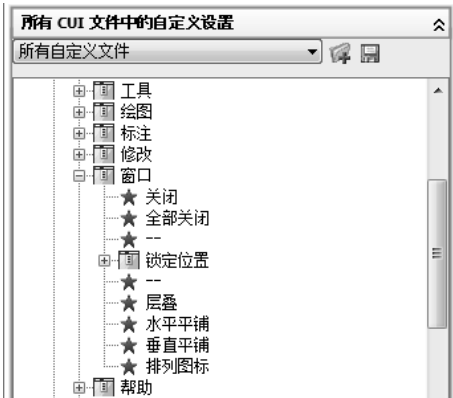 所有 CUI 文件中的自定义设置
所有自定义文件
工具
绘图
标注
修改
窗口
关闭
全部关闭
--
锁定位置
--
层叠
水平平铺
垂直平铺
排列图标
帮助